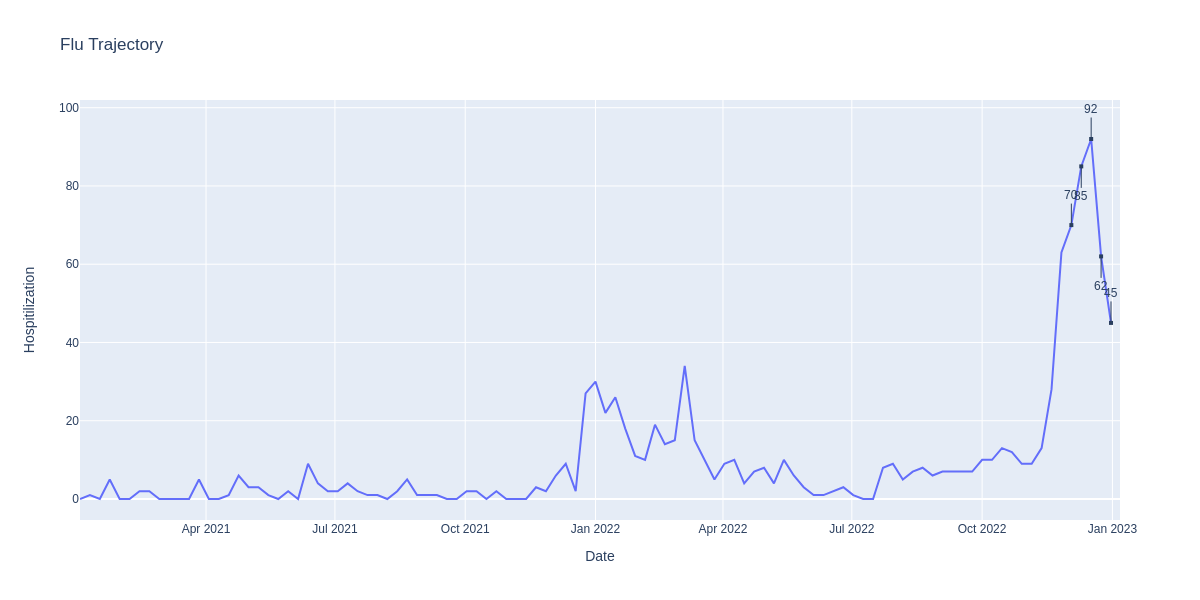 Flu Trajectory
100
80
60
40
20
0
Hospitilization
92
70
85
62
45
Apr 2021
Jul 2021
Oct 2021
Jan 2022
Apr 2022
Jul 2022
Oct 2022
Jan 2023
Date